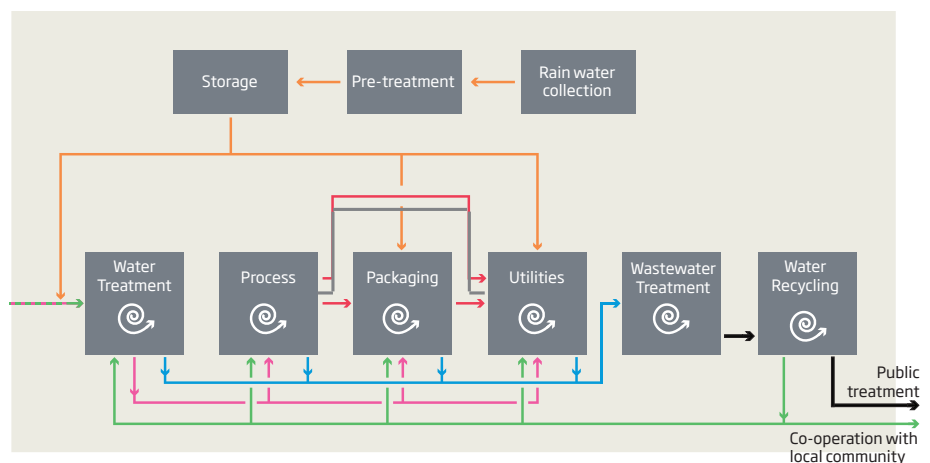 Storage
Pre-treatment
Rain water
collection
Water
Treatment
Process
Packaging
Utilities
Wastewater
Treatment
Water
Recycling
Public
treatment
Co-operation with
local community